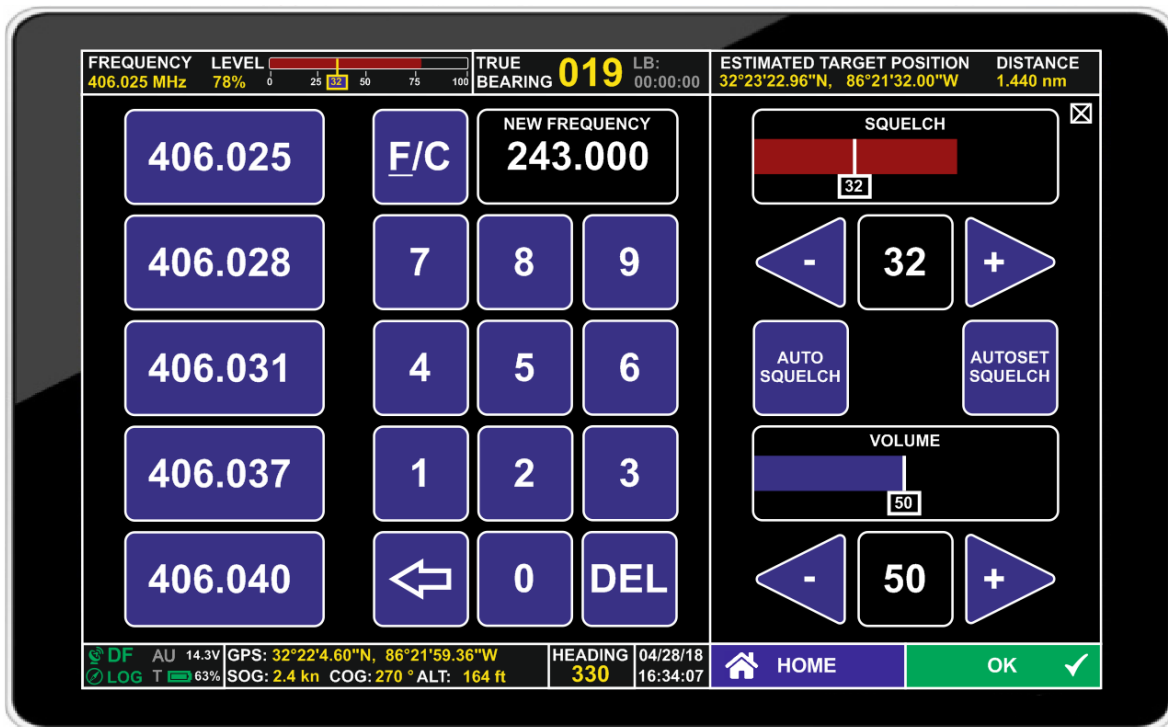 FREQUENCY LEVEL
406.025 MHz 78% 0 25 32 50 75 100
TRUE
BEARING 019
LB:
00:00:00
ESTIMATED TARGET POSITION DISTANCE
32°23'22.96"N, 86°21'32.00"W 1.440 nm
406.025
406.028
406.031
406.037
406.040
F/C
NEW FREQUENCY
243.000
7 8 9
4 5 6
1 2 3
0 DEL
SQUELCH
32
- 32 +
AUTO
SQUELCH
AUTOSET
SQUELCH
VOLUME
50
- 50 +
DF AU 14.3V
LOG T 63%
GPS: 32°22'4.60"N, 86°21'59.36"W
SOG: 2.4 kn COG: 270 ° ALT: 164 ft
HEADING
330
04/28/18
16:34:07
HOME
OK